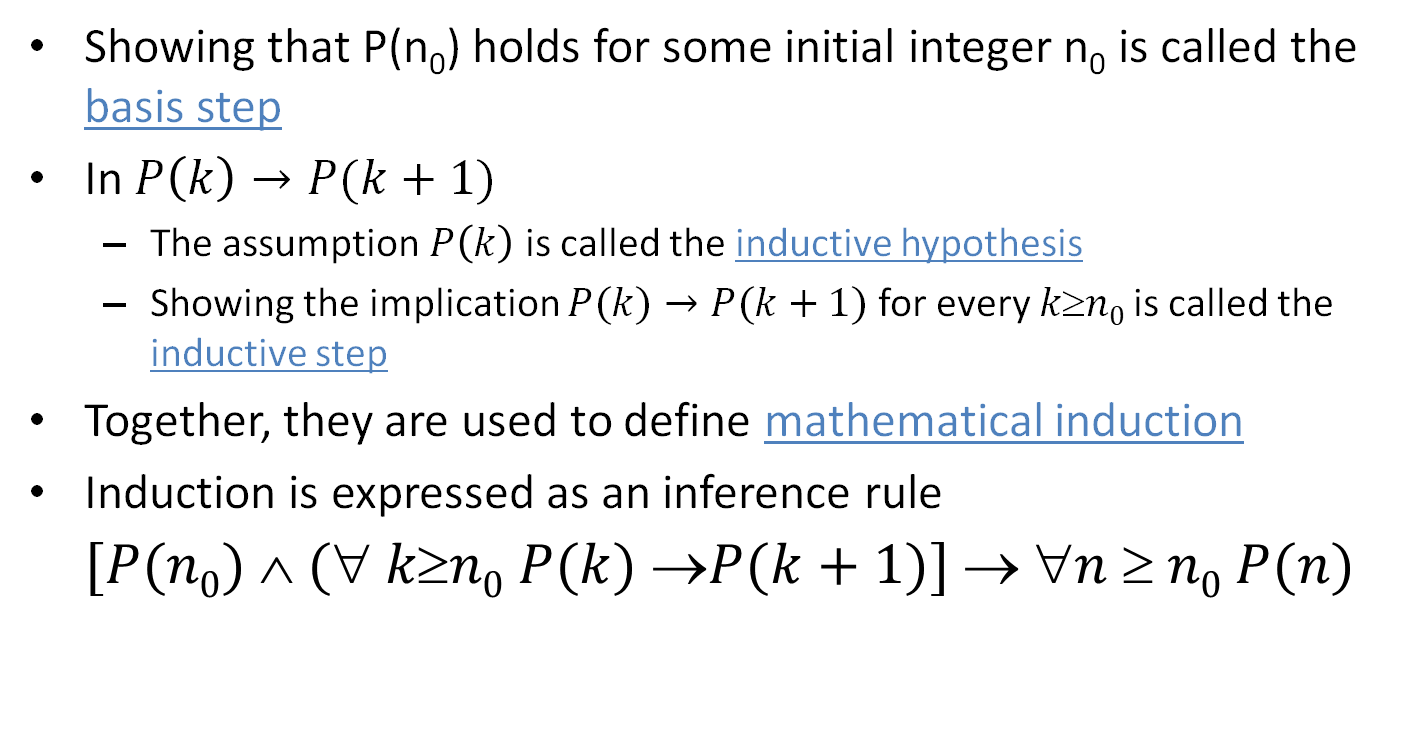 • Showing that P(n₀) holds for some initial integer n₀ is called the
basis step
• In P(k) → P(k + 1)
– The assumption P(k) is called the inductive hypothesis
– Showing the implication P(k) → P(k + 1) for every k≥n₀ is called the
inductive step
• Together, they are used to define mathematical induction
• Induction is expressed as an inference rule
[P(n₀) ∧ (∀ k≥n₀ P(k) →P(k + 1)] → ∀n ≥ n₀ P(n)